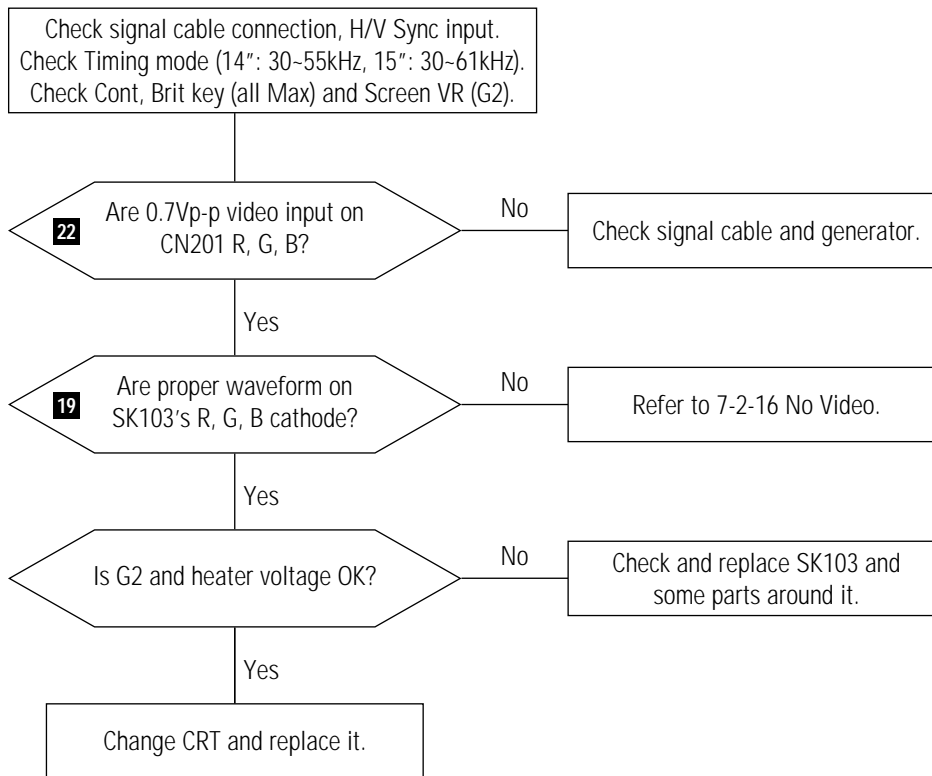 Check signal cable connection, H/V Sync input.
Check Timing mode (14″: 30~55kHz, 15″: 30~61kHz).
Check Cont, Brit key (all Max) and Screen VR (G2).
22
Are 0.7Vp-p video input on
CN201 R, G, B?
No
Check signal cable and generator.
Yes
19
Are proper waveform on
SK103's R, G, B cathode?
No
Refer to 7-2-16 No Video.
Yes
Is G2 and heater voltage OK?
No
Check and replace SK103 and
some parts around it.
Yes
Change CRT and replace it.